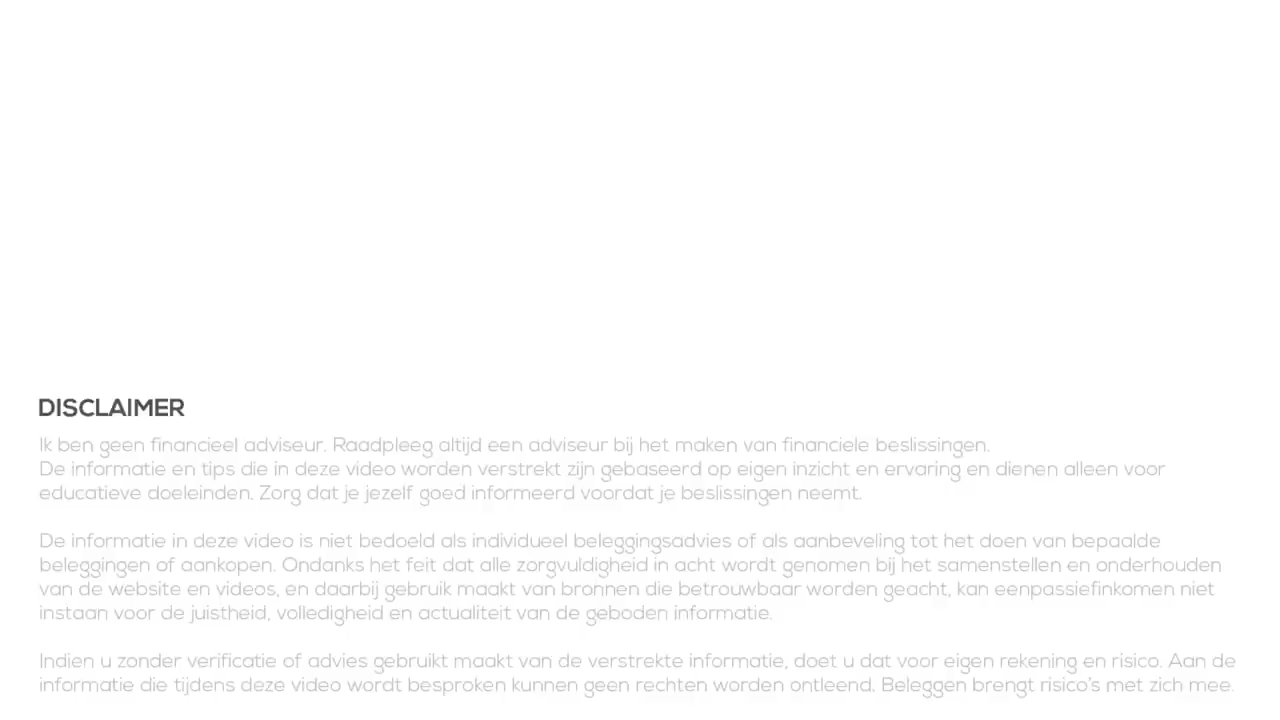 DISCLAIMER
Ik ben geen financieel adviseur. Raadpleeg altijd een adviseur bij het maken van financiele beslissingen.
De informatie en tips die in deze video worden verstrekt zijn gebaseerd op eigen inzicht en ervaring en dienen alleen voor
educatieve doeleinden. Zorg dat je jezelf goed informeerd voordat je beslissingen neemt.
De informatie in deze video is niet bedoeld als individueel beleggingsadvies of als aanbeveling tot het doen van bepaalde
beleggingen of aankopen. Ondanks het feit dat alle zorgvuldigheid in acht wordt genomen bij het samenstellen en onderhouden
van de website en videos, en daarbij gebruik maakt van bronnen die betrouwbaar worden geacht, kan eenpassiefinkomen niet
instaan voor de juistheid, volledigheid en actualiteit van de geboden informatie.
Indien u zonder verificatie of advies gebruikt maakt van de verstrekte informatie, doet u dat voor eigen rekening en risico. Aan de
informatie die tijdens deze video wordt besproken kunnen geen rechten worden ontleend. Beleggen brengt risico's met zich mee.